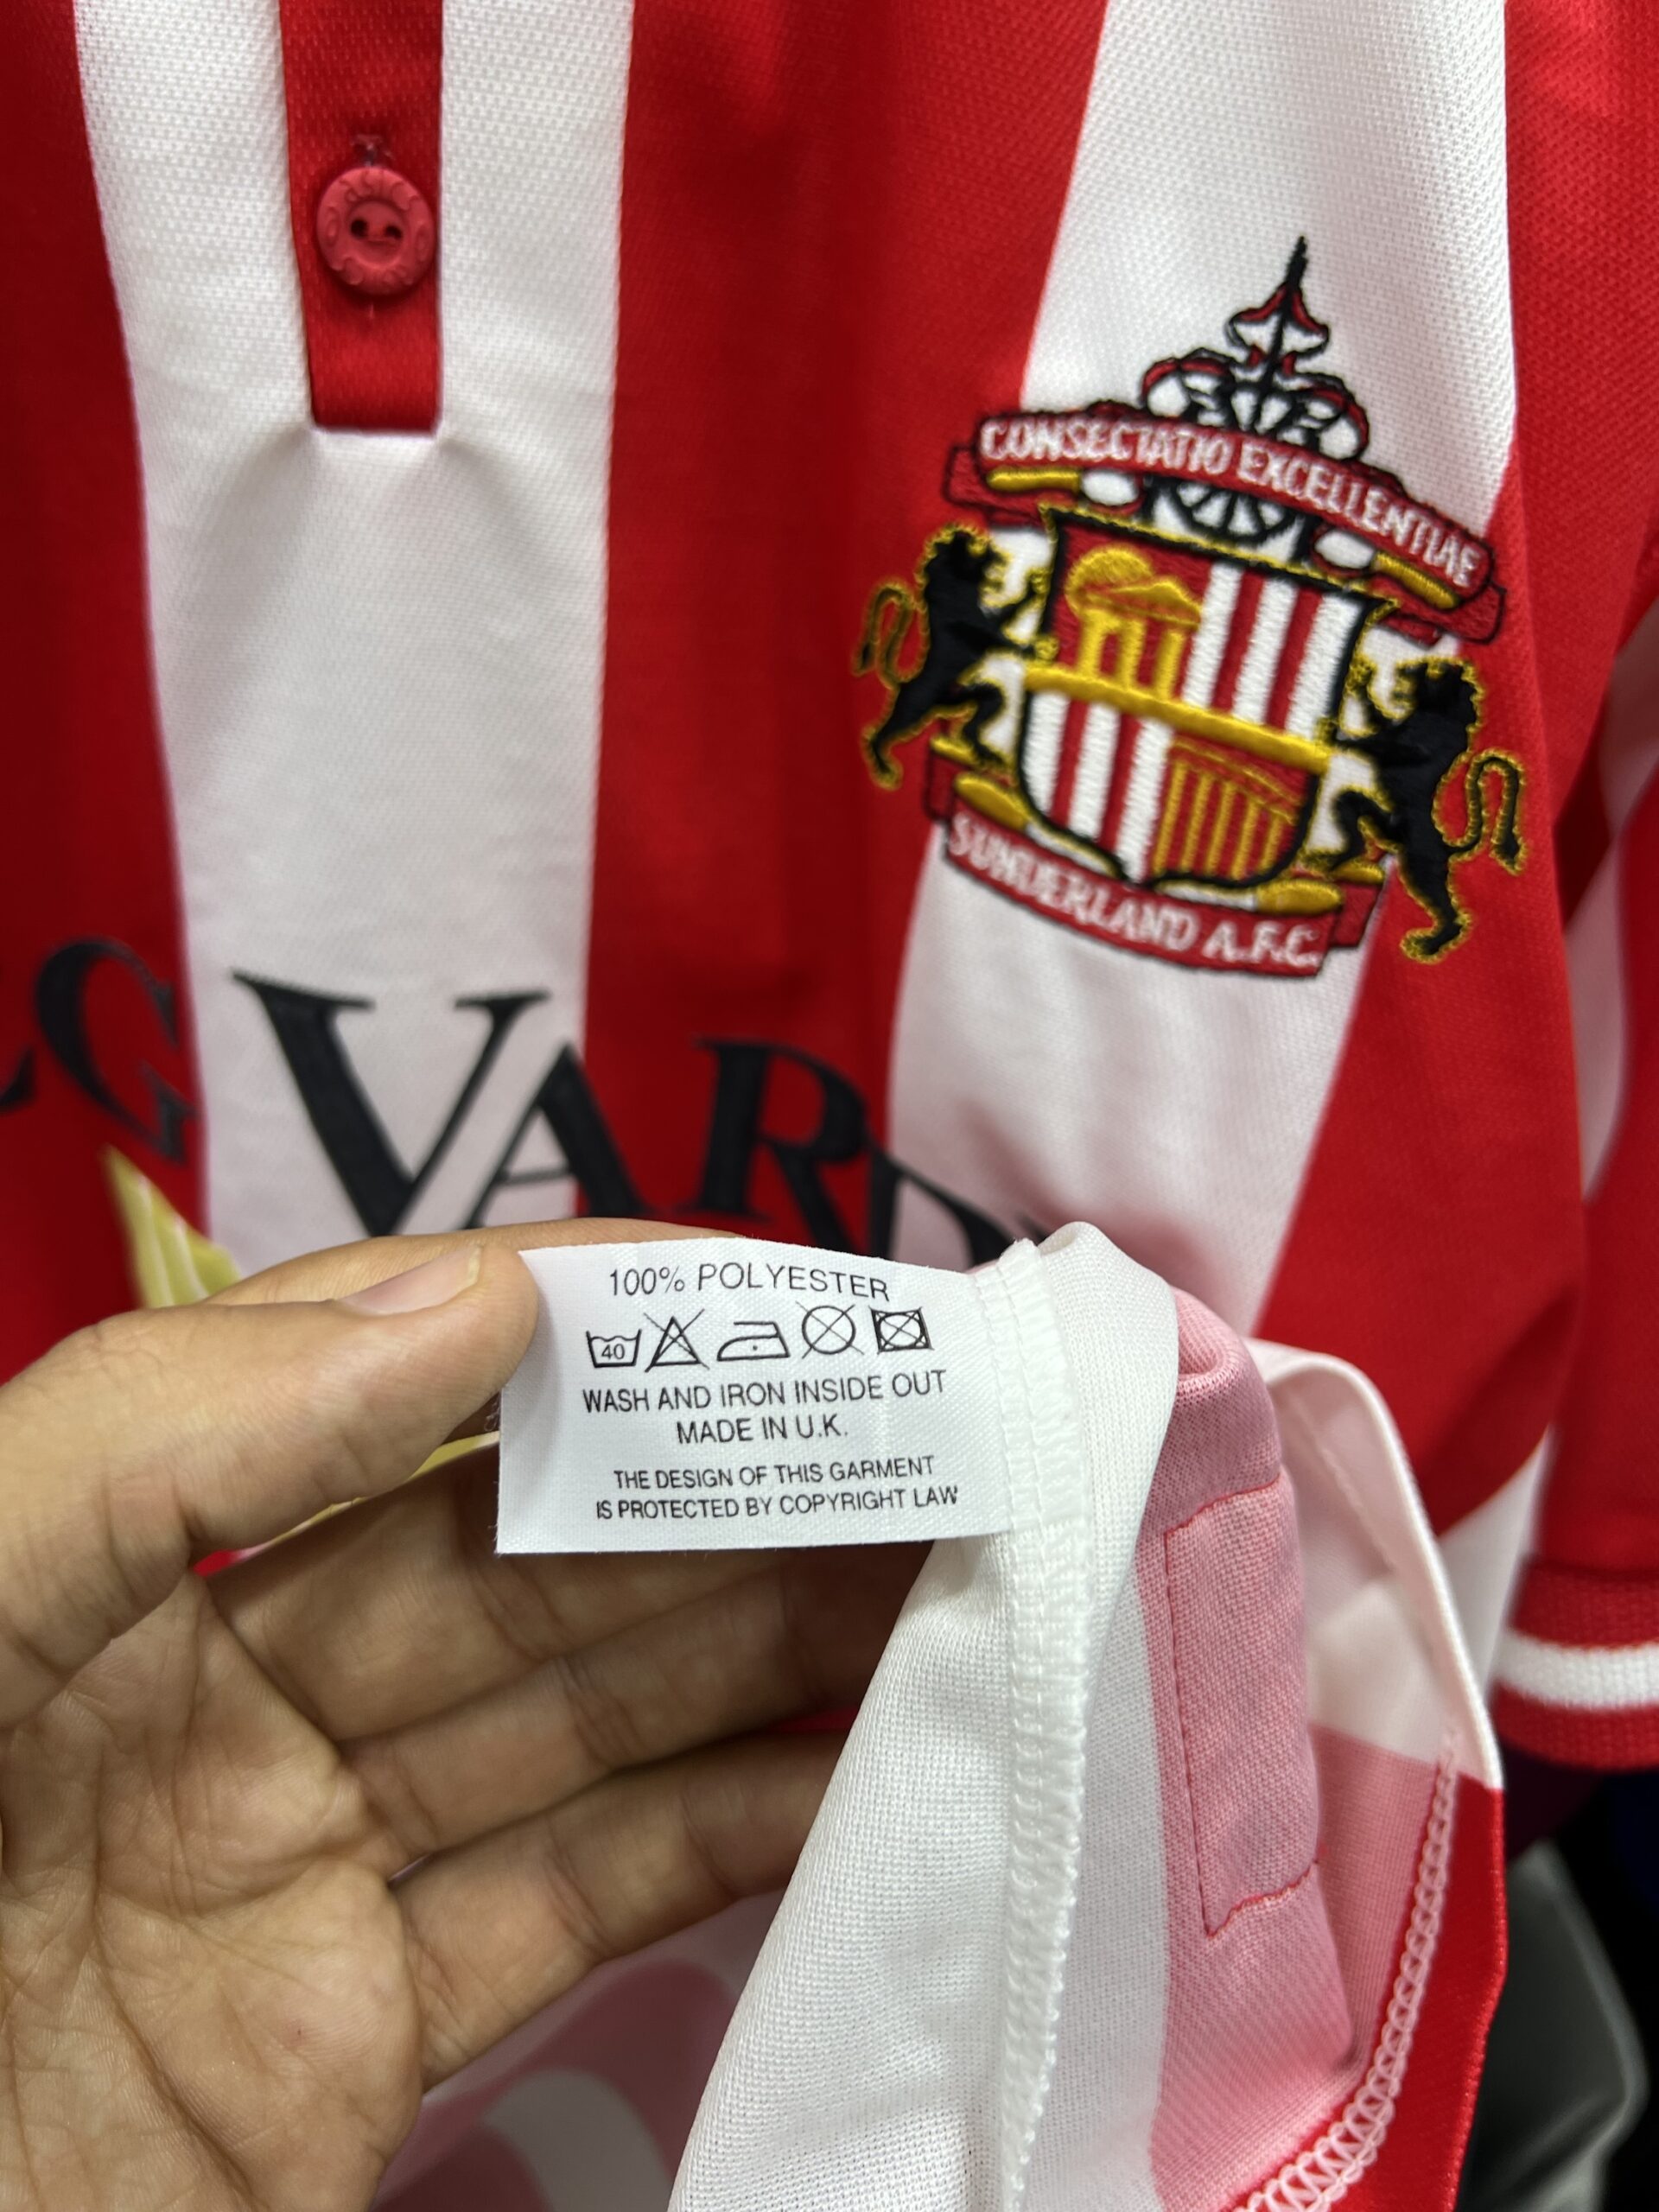 CONSECTATIO EXCELLENTIAE
SUNDERLAND A.F.C.
G VAR
100% POLYESTER
40
WASH AND IRON INSIDE OUT
MADE IN U.K.
THE DESIGN OF THIS GARMENT
IS PROTECTED BY COPYRIGHT LAW